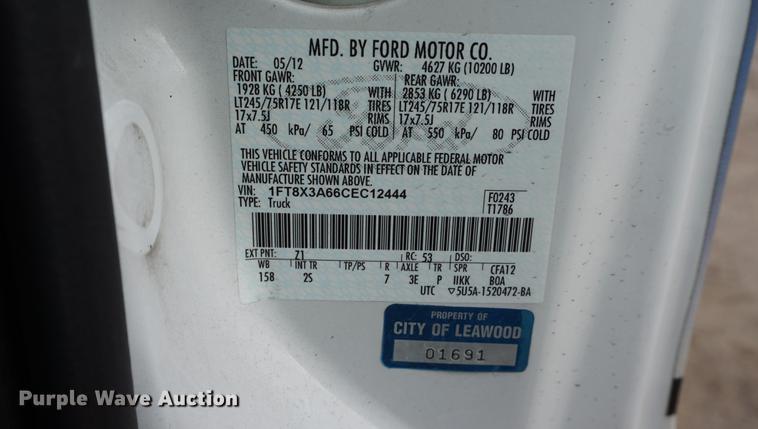 MFD. BY FORD MOTOR CO.
DATE: 05/12 GVWR: 4627 KG (10200 LB)
FRONT GAWR: REAR GAWR:
1928 KG ( 4250 LB) WITH 2853 KG ( 6290 LB) WITH
LT245/75R17E 121/118R TIRES LT245/75R17E 121/118R TIRES
17x7.5J RIMS 17x7.5J RIMS
AT 450 kPa/ 65 PSI COLD AT 550 kPa/ 80 PSI COLD
THIS VEHICLE CONFORMS TO ALL APPLICABLE FEDERAL MOTOR
VEHICLE SAFETY STANDARDS IN EFFECT ON THE DATE OF
MANUFACTURE SHOWN ABOVE.
VIN: 1FT8X3A66CEC12444 F0243
TYPE: Truck T1786
EXT PNT: Z1 RC: 53 DSO:
WB INT TR TP/PS R AXLE TR SPR CFA12
158 2S 7 3E P IIKK BOA
UTC ▽5U5A-1520472-BA
PROPERTY OF
CITY OF LEAWOOD
01691
Purple Wave Auction
Ford